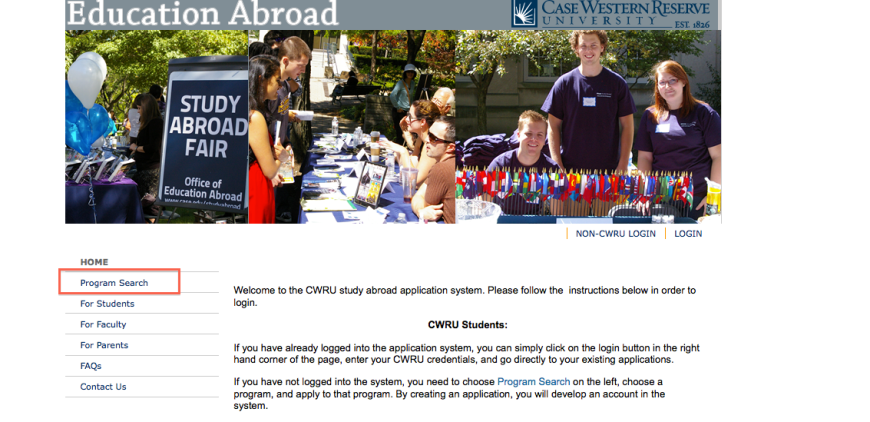 Education Abroad
CASE WESTERN RESERVE
UNIVERSITY EST. 1826
STUDY
ABROAD
FAIR
Office of
Education Abroad
www.case.edu/studyabroad
NON-CWRU LOGIN | LOGIN
HOME
Program Search
For Students
For Faculty
For Parents
FAQs
Contact Us
Welcome to the CWRU study abroad application system. Please follow the instructions below in order to
login.
CWRU Students:
If you have already logged into the application system, you can simply click on the login button in the right
hand corner of the page, enter your CWRU credentials, and go directly to your existing applications.
If you have not logged into the system, you need to choose Program Search on the left, choose a
program, and apply to that program. By creating an application, you will develop an account in the
system.